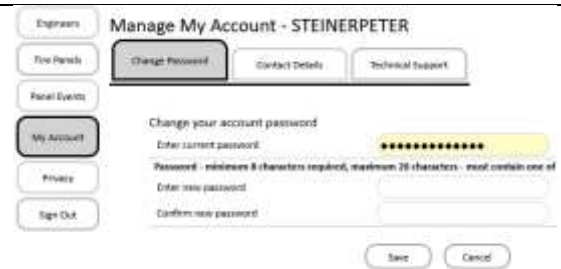 Engineers
Manage My Account - STEINERPETER
Fire Panels
Change Password
Contact Details
Technical Support
Panel Events
My Account
Change your account password
Enter current password
Password - minimum 8 characters required, maximum 20 characters - must contain one of
Privacy
Enter new password
Sign Out
Confirm new password
Save
Cancel